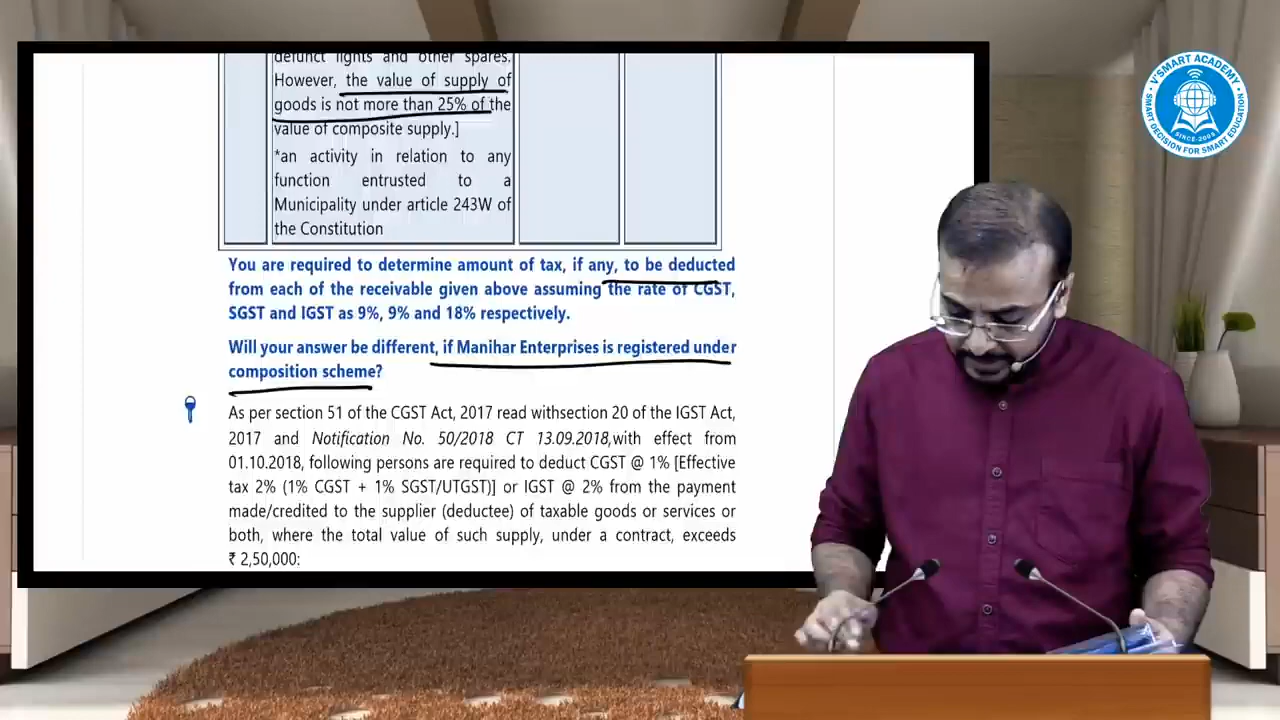 defunct lights and other spares.
However, the value of supply of
goods is not more than 25% of the
value of composite supply.]
*an activity in relation to any
function entrusted to a
Municipality under article 243W of
the Constitution
You are required to determine amount of tax, if any, to be deducted
from each of the receivable given above assuming the rate of CGST,
SGST and IGST as 9%, 9% and 18% respectively.
Will your answer be different, if Manihar Enterprises is registered under
composition scheme?
As per section 51 of the CGST Act, 2017 read withsection 20 of the IGST Act,
2017 and Notification No. 50/2018 CT 13.09.2018,with effect from
01.10.2018, following persons are required to deduct CGST @ 1% [Effective
tax 2% (1% CGST + 1% SGST/UTGST)] or IGST @ 2% from the payment
made/credited to the supplier (deductee) of taxable goods or services or
both, where the total value of such supply, under a contract, exceeds
₹ 2,50,000:
V'SMART ACADEMY
SINCE-2008
SMART DECISION FOR SMART EDUCATION